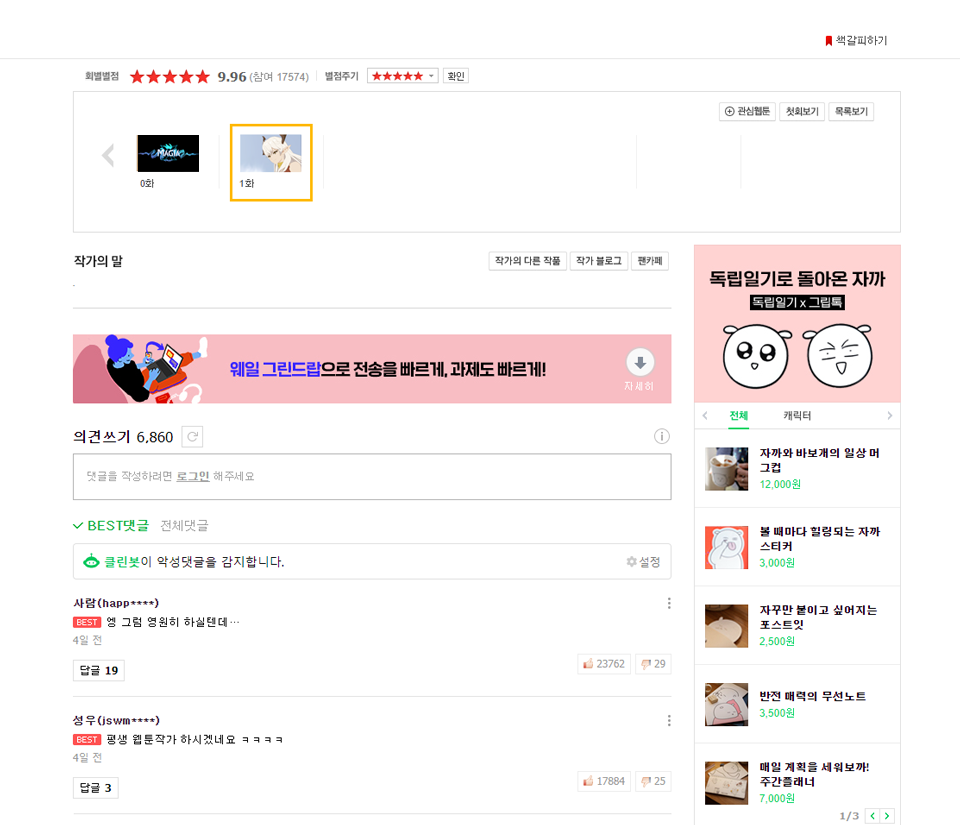 책갈피하기
회별별점 9.96 (참여 17574) 별점주기 확인
관심웹툰 첫회보기 목록보기
MAGIC
0화
1화
작가의 말
작가의 다른 작품 작가 블로그 팬카페
.
웨일 그린드랍으로 전송을 빠르게, 과제도 빠르게!
자세히
의견쓰기 6,860
댓글을 작성하려면 로그인 해주세요
BEST댓글 전체댓글
클린봇이 악성댓글을 감지합니다.
설정
사람(happ****)
BEST 엥 그럼 영원히 하실텐데…
4일 전
답글 19
23762 29
성우(jswm****)
BEST 평생 웹툰작가 하시겠네요 ㅋㅋㅋㅋ
4일 전
답글 3
17884 25
독립일기로 돌아온 자까
독립일기 x 그립톡
전체 캐릭터
자까와 바보개의 일상 머
그컵
12,000원
볼 때마다 힐링되는 자까
스티커
3,000원
자꾸만 붙이고 싶어지는
포스트잇
2,500원
반전 매력의 무선노트
3,500원
매일 계획을 세워보까!
주간플래너
7,000원
1/3